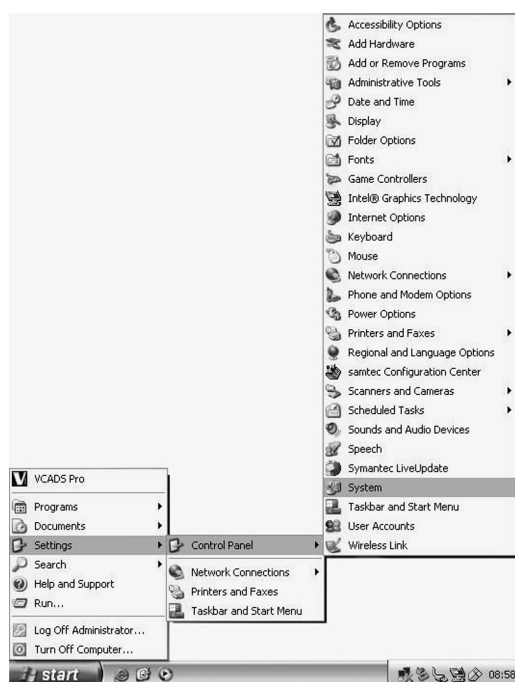 Accessibility Options
Add Hardware
Add or Remove Programs
Administrative Tools
Date and Time
Display
Folder Options
Fonts
Game Controllers
Intel® Graphics Technology
Internet Options
Keyboard
Mouse
Network Connections
Phone and Modem Options
Power Options
Printers and Faxes
Regional and Language Options
samtec Configuration Center
Scanners and Cameras
Scheduled Tasks
Sounds and Audio Devices
Speech
Symantec LiveUpdate
System
Taskbar and Start Menu
User Accounts
Wireless Link
VCADS Pro
Programs
Documents
Settings
Search
Help and Support
Run...
Log Off Administrator...
Turn Off Computer...
Control Panel
Network Connections
Printers and Faxes
Taskbar and Start Menu
start
08:58